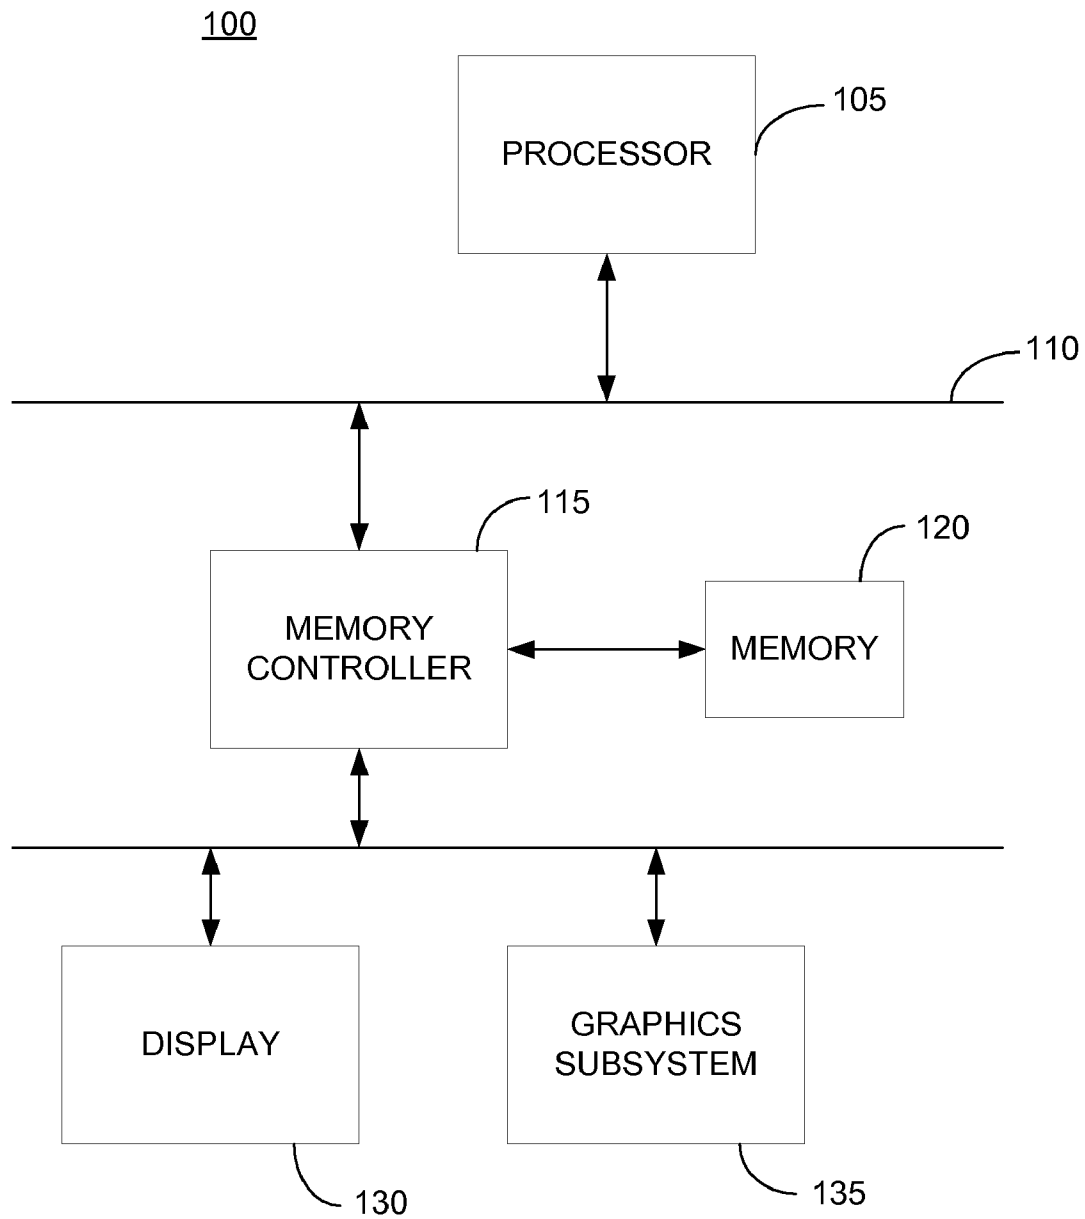 100
105
PROCESSOR
110
115
120
MEMORY
CONTROLLER
MEMORY
DISPLAY
GRAPHICS
SUBSYSTEM
130
135